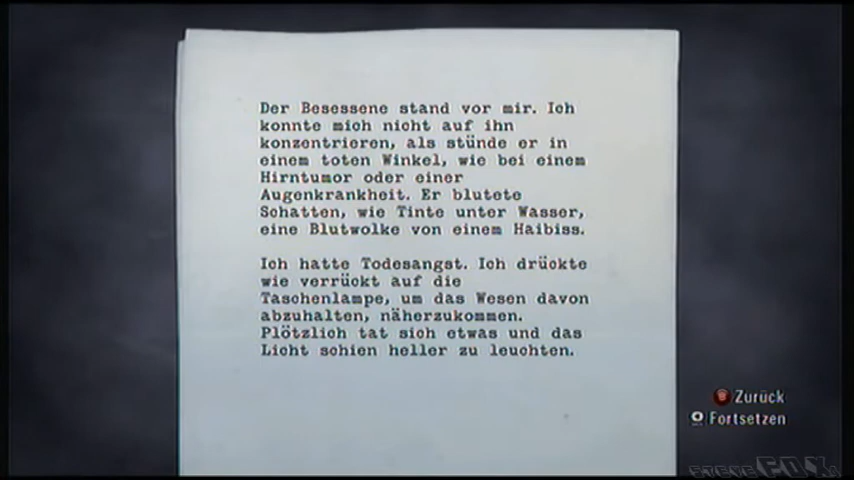 Der Besessene stand vor mir. Ich
konnte mich nicht auf ihn
konzentrieren, als stünde er in
einem toten Winkel, wie bei einem
Hirntumor oder einer
Augenkrankheit. Er blutete
Schatten, wie Tinte unter Wasser,
eine Blutwolke von einem Haibiss.
Ich hatte Todesangst. Ich drückte
wie verrückt auf die
Taschenlampe, um das Wesen davon
abzuhalten, näherzukommen.
Plötzlich tat sich etwas und das
Licht schien heller zu leuchten.
B Zurück
Fortsetzen